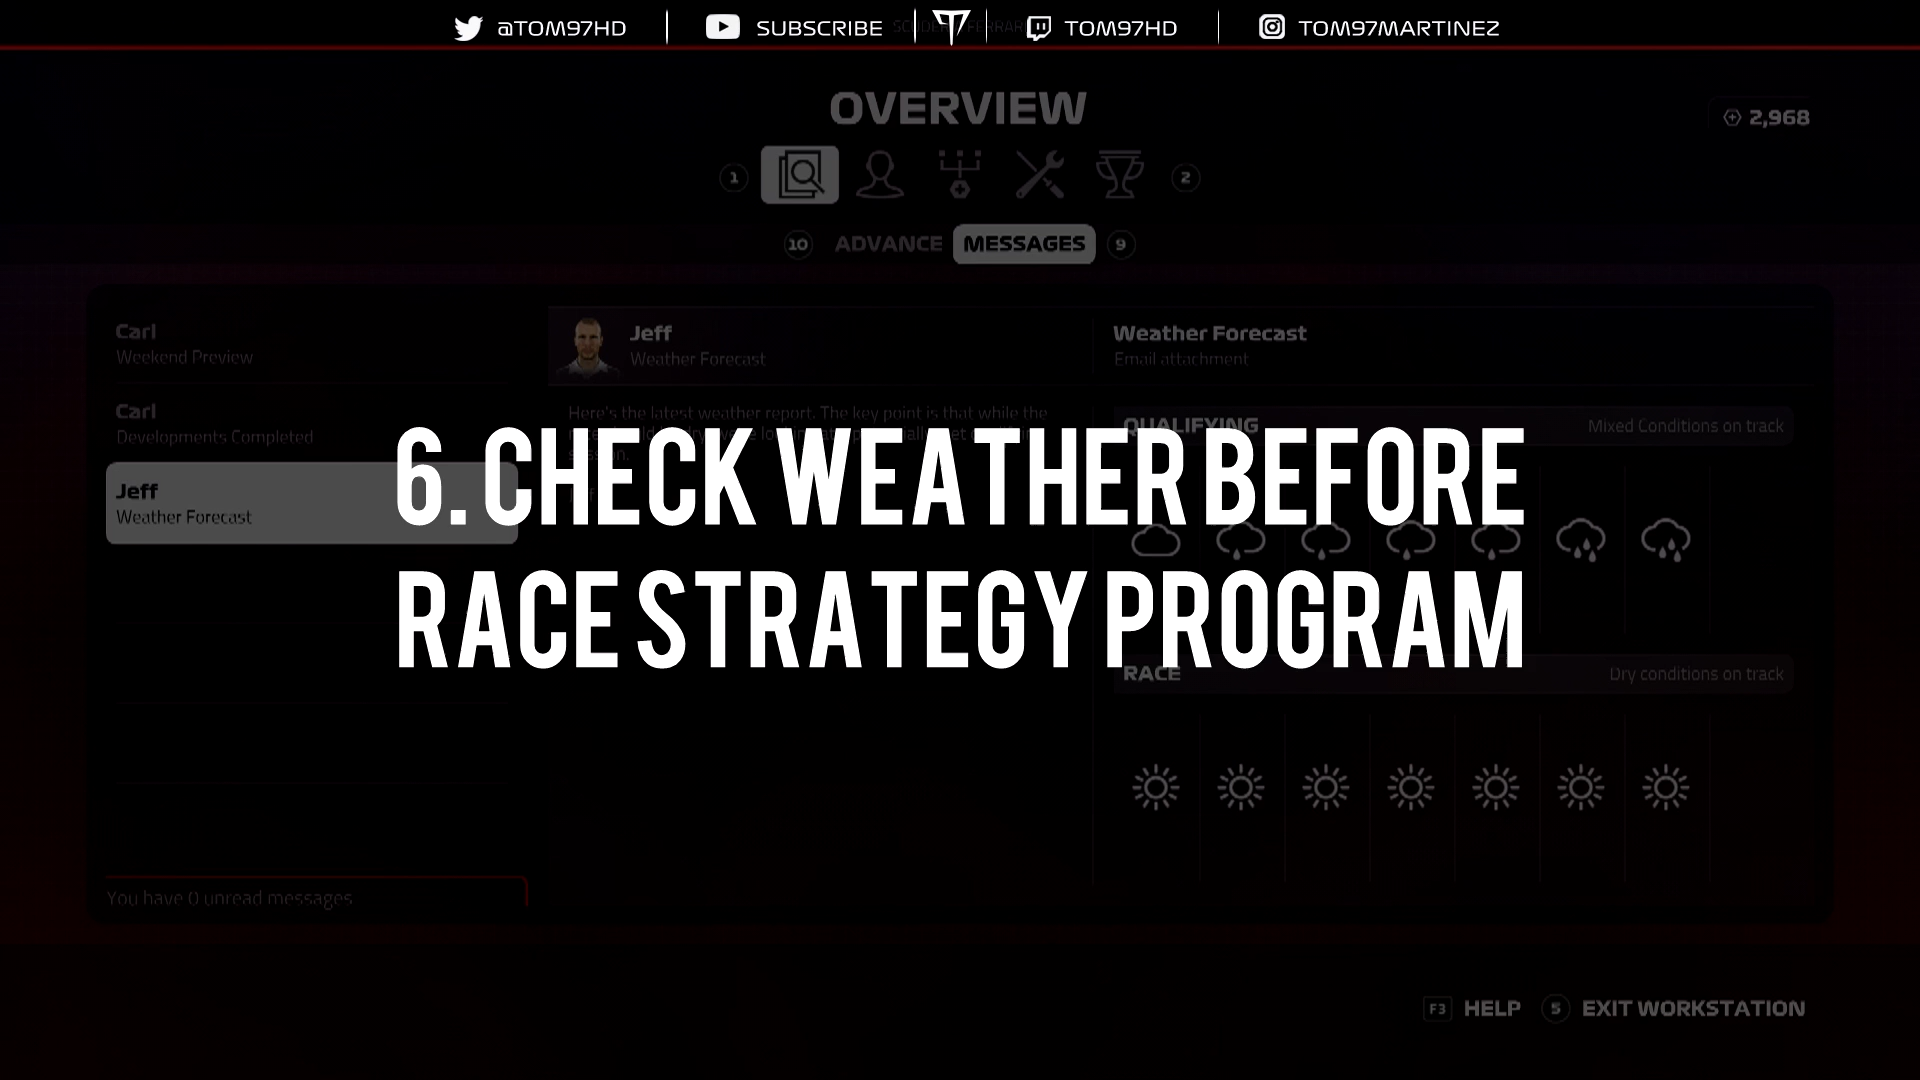 @TOM97HD
SUBSCRIBE
TOM97HD
TOM97MARTINEZ
OVERVIEW
2,968
1
2
10 ADVANCE MESSAGES 9
Carl
Weekend Preview
Carl
Developments Completed
Jeff
Weather Forecast
You have 0 unread messages
Jeff
Weather Forecast
Here's the latest weather report. The key point is that while the
Weather Forecast
Email attachment
QUALIFYING Mixed Conditions on track
6. CHECK WEATHER BEFORE
RACE STRATEGY PROGRAM
RACE Dry conditions on track
F3 HELP 5 EXIT WORKSTATION